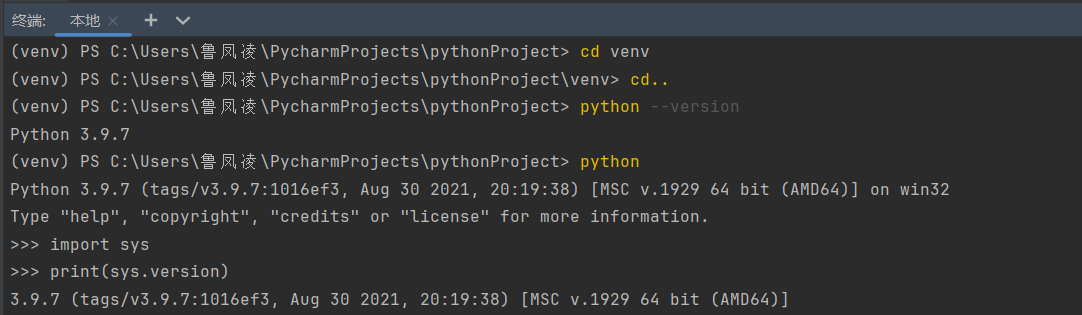 终端: 本地 × +
(venv) PS C:\Users\鲁凤凌\PycharmProjects\pythonProject> cd venv
(venv) PS C:\Users\鲁凤凌\PycharmProjects\pythonProject\venv> cd..
(venv) PS C:\Users\鲁凤凌\PycharmProjects\pythonProject> python --version
Python 3.9.7
(venv) PS C:\Users\鲁凤凌\PycharmProjects\pythonProject> python
Python 3.9.7 (tags/v3.9.7:1016ef3, Aug 30 2021, 20:19:38) [MSC v.1929 64 bit (AMD64)] on win32
Type "help", "copyright", "credits" or "license" for more information.
>>> import sys
>>> print(sys.version)
3.9.7 (tags/v3.9.7:1016ef3, Aug 30 2021, 20:19:38) [MSC v.1929 64 bit (AMD64)]